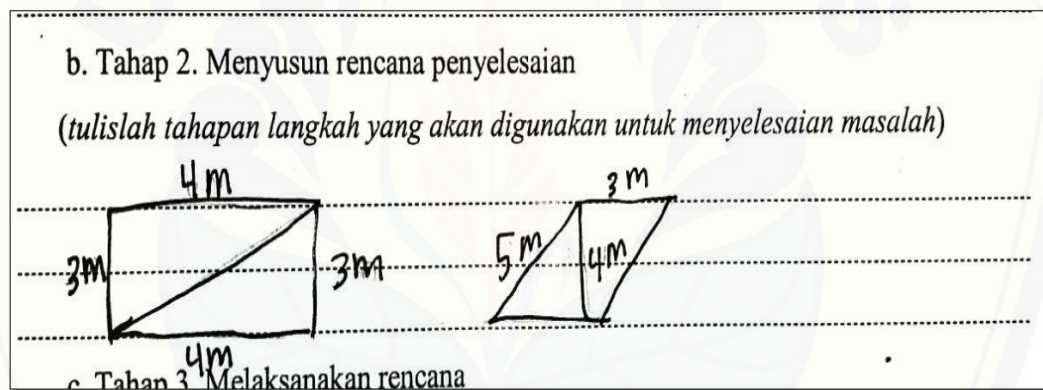 b. Tahap 2. Menyusun rencana penyelesaian
(tulislah tahapan langkah yang akan digunakan untuk menyelesaian masalah)
4m
3m
3m
4m
3m
5m
4m
c. Tahap 3. Melaksanakan rencana